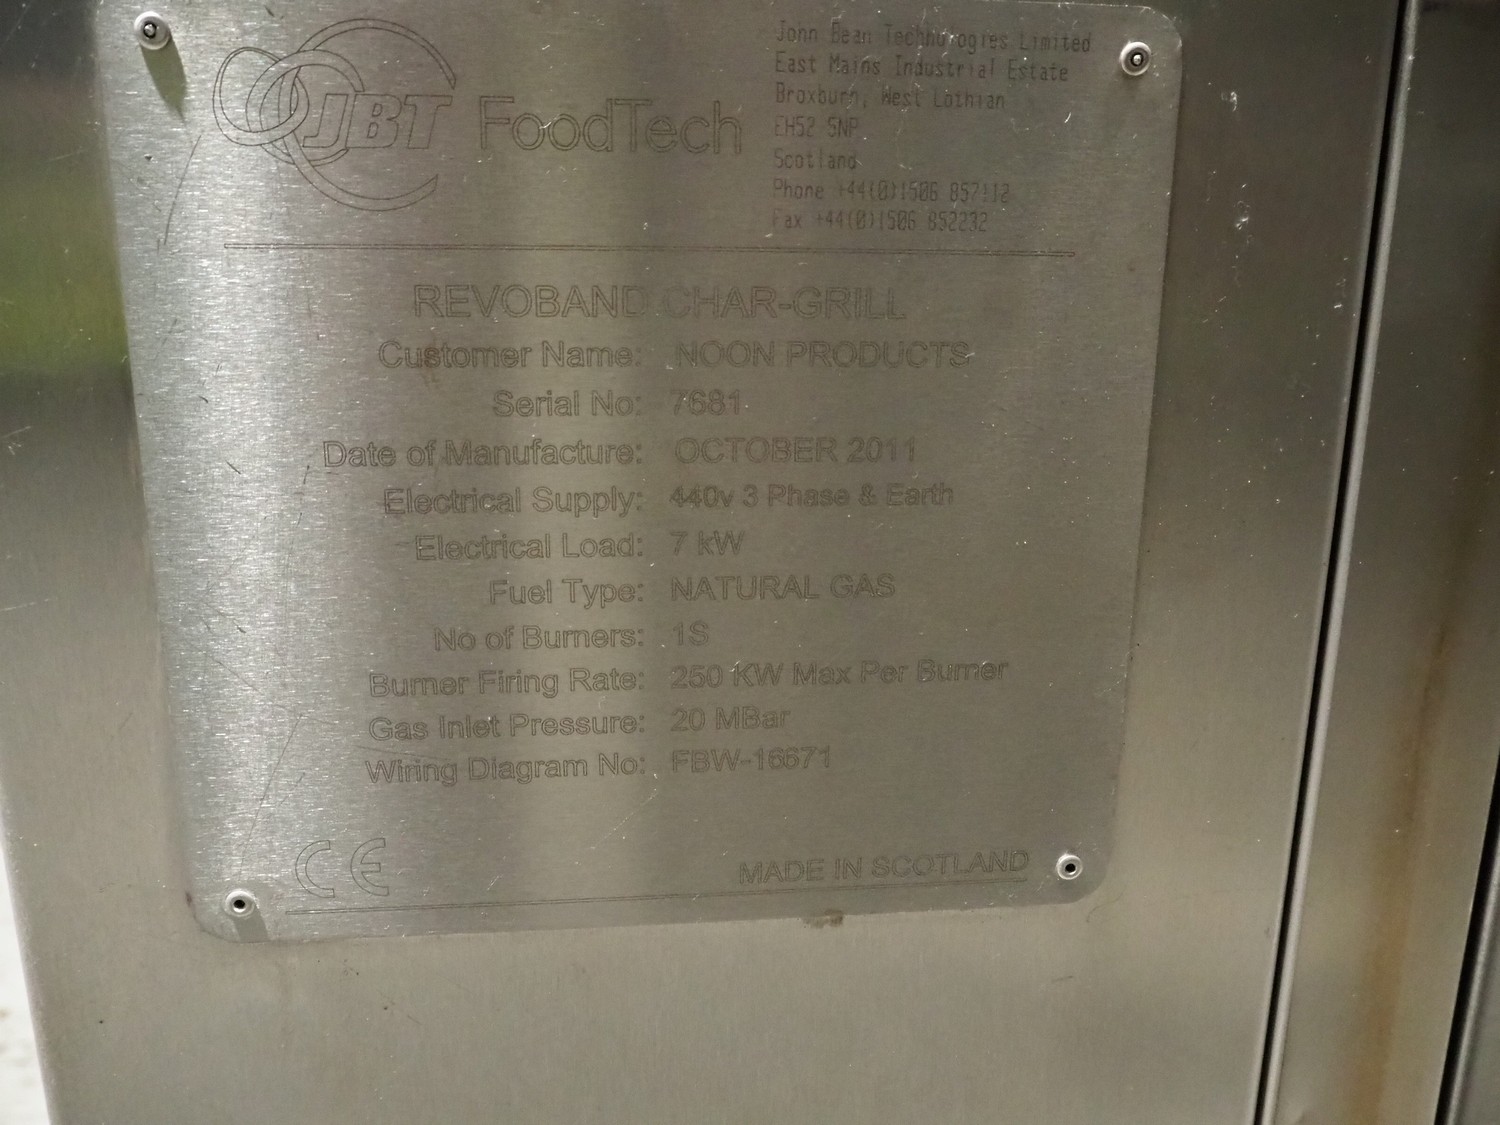 JBT FoodTech
John Bean Technologies Limited
East Mains Industrial Estate
Broxburn, West Lothian
EH52 5NP
Scotland
Phone +44(0)1506 857112
Fax +44(0)1506 852232
REVOBAND CHAR-GRILL
Customer Name: NOON PRODUCTS
Serial No: 7681
Date of Manufacture: OCTOBER 2011
Electrical Supply: 440v 3 Phase & Earth
Electrical Load: 7 kW
Fuel Type: NATURAL GAS
No of Burners: 1S
Burner Firing Rate: 250 KW Max Per Burner
Gas Inlet Pressure: 20 MBar
Wiring Diagram No: FBW-16671
CE
MADE IN SCOTLAND